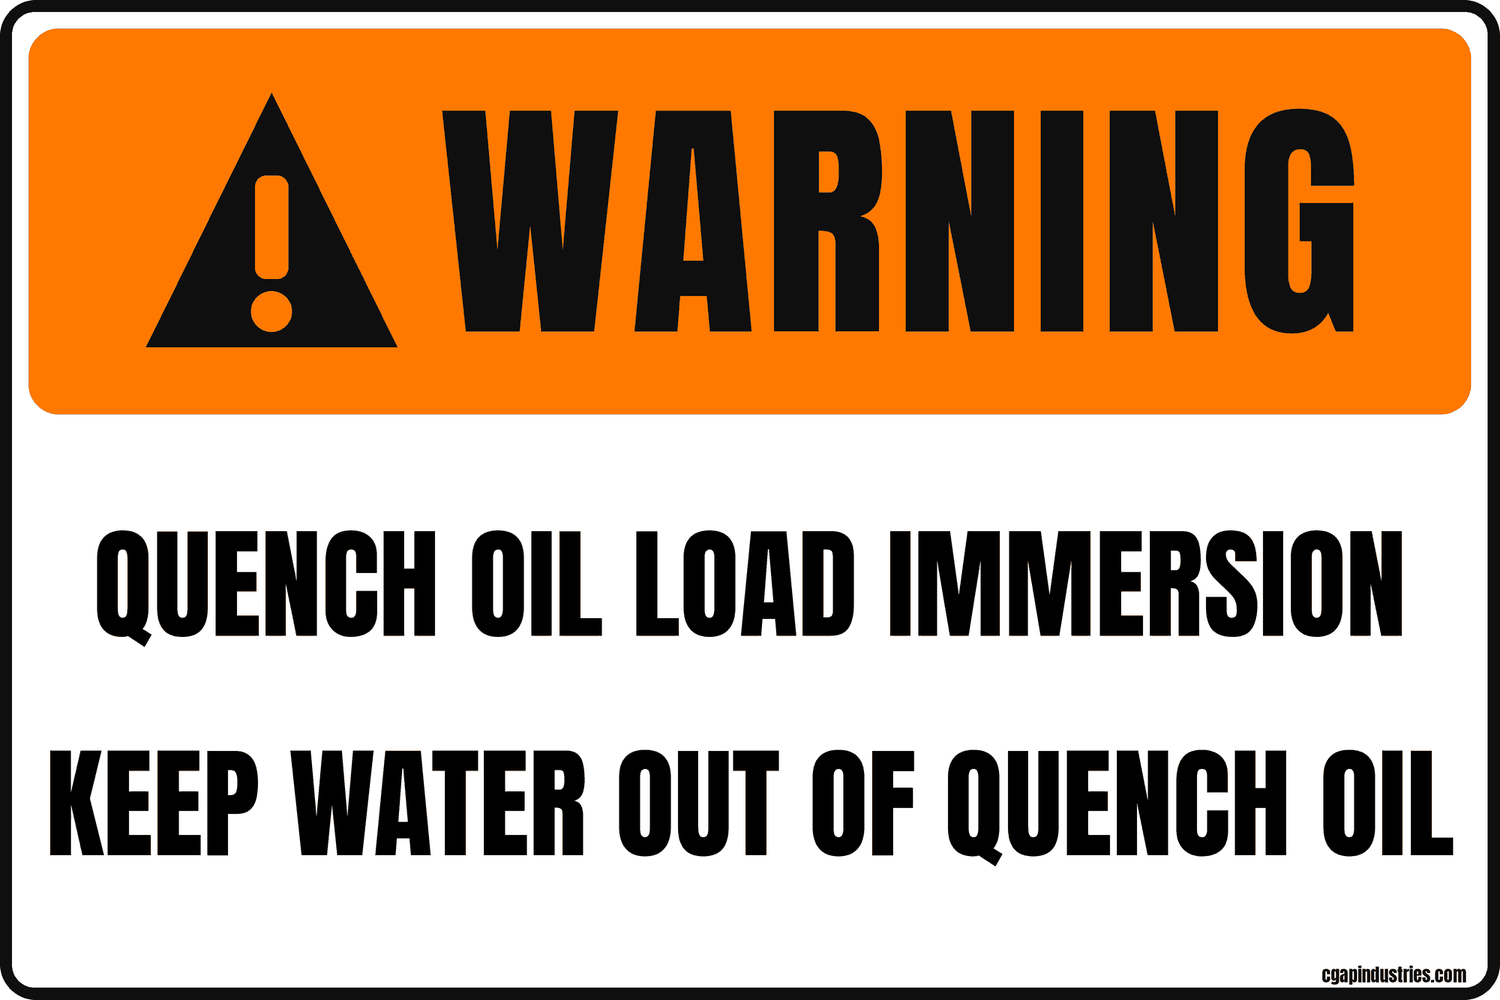 WARNING
QUENCH OIL LOAD IMMERSION
KEEP WATER OUT OF QUENCH OIL
cgapindustries.com